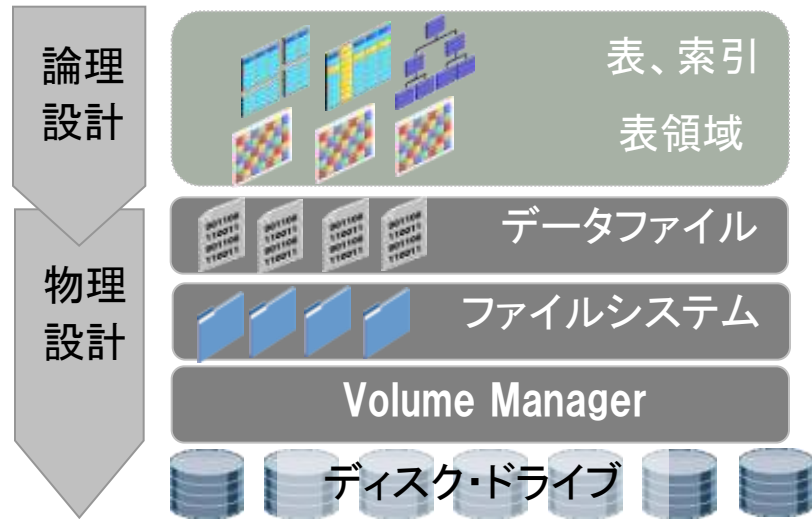 論理
設計
表、索引
表領域
物理
設計
データファイル
ファイルシステム
Volume Manager
ディスク・ドライブ